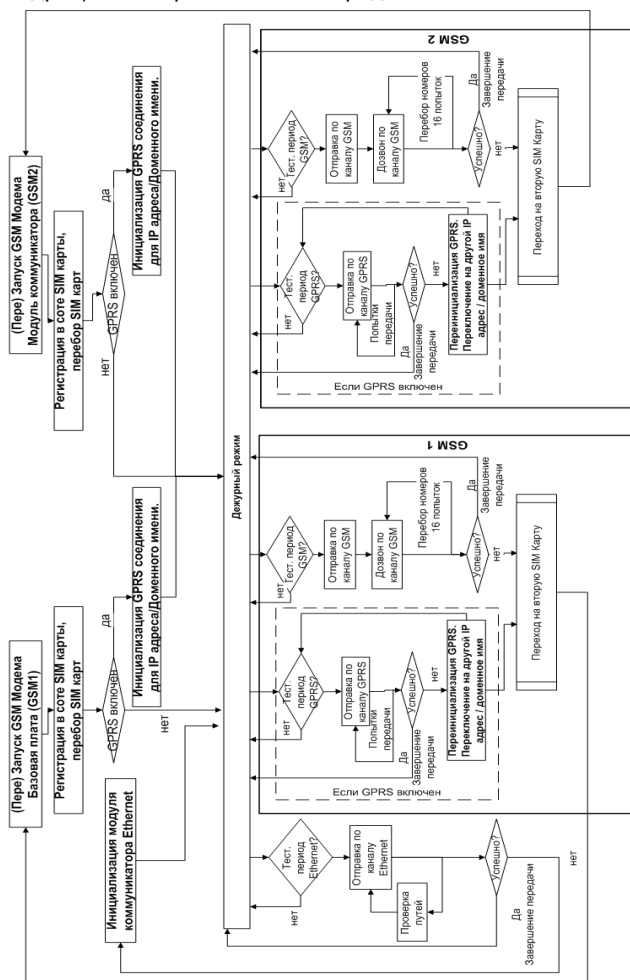 (Пере) Запуск GSM Модема
Базовая плата (GSM1)
Регистрация в соте SIM карты,
перебор SIM карт
GPRS включен
да
нет
Инициализация GPRS соединения
для IP адреса/Доменного имени.
Инициализация модуля
коммуникатора Ethernet
(Пере) Запуск GSM Модема
Модуль коммуникатора (GSM2)
Регистрация в соте SIM карты,
перебор SIM карт
GPRS включен
да
нет
Инициализация GPRS соединения
для IP адреса/Доменного имени.
Дежурный режим
Тест. период
Ethernet?
нет
Отправка по
каналу
Ethernet
Проверка
путей
Успешно?
Да
Завершение передачи
нет
GSM 1
Если GPRS включен
Тест.
период
GPRS?
нет
Отправка по
каналу GPRS
Попытки
передачи
Успешно?
Да
Завершение
передачи
нет
Переинициализация GPRS.
Переключение на другой IP
адрес / доменное имя
Тест. период
GSM?
нет
Отправка по
каналу GSM
Дозвон по
каналу GSM
Перебор номеров
16 попыток
Успешно?
Да
Завершение
передачи
нет
Переход на вторую SIM Карту
GSM 2
Если GPRS включен
Тест.
период
GPRS?
нет
Отправка по
каналу GPRS
Попытки
передачи
Успешно?
Да
Завершение
передачи
нет
Переинициализация GPRS.
Переключение на другой IP
адрес / доменное имя
Тест. период
GSM?
нет
Отправка по
каналу GSM
Дозвон по
каналу GSM
Перебор номеров
16 попыток
Успешно?
Да
Завершение
передачи
нет
Переход на вторую SIM Карту